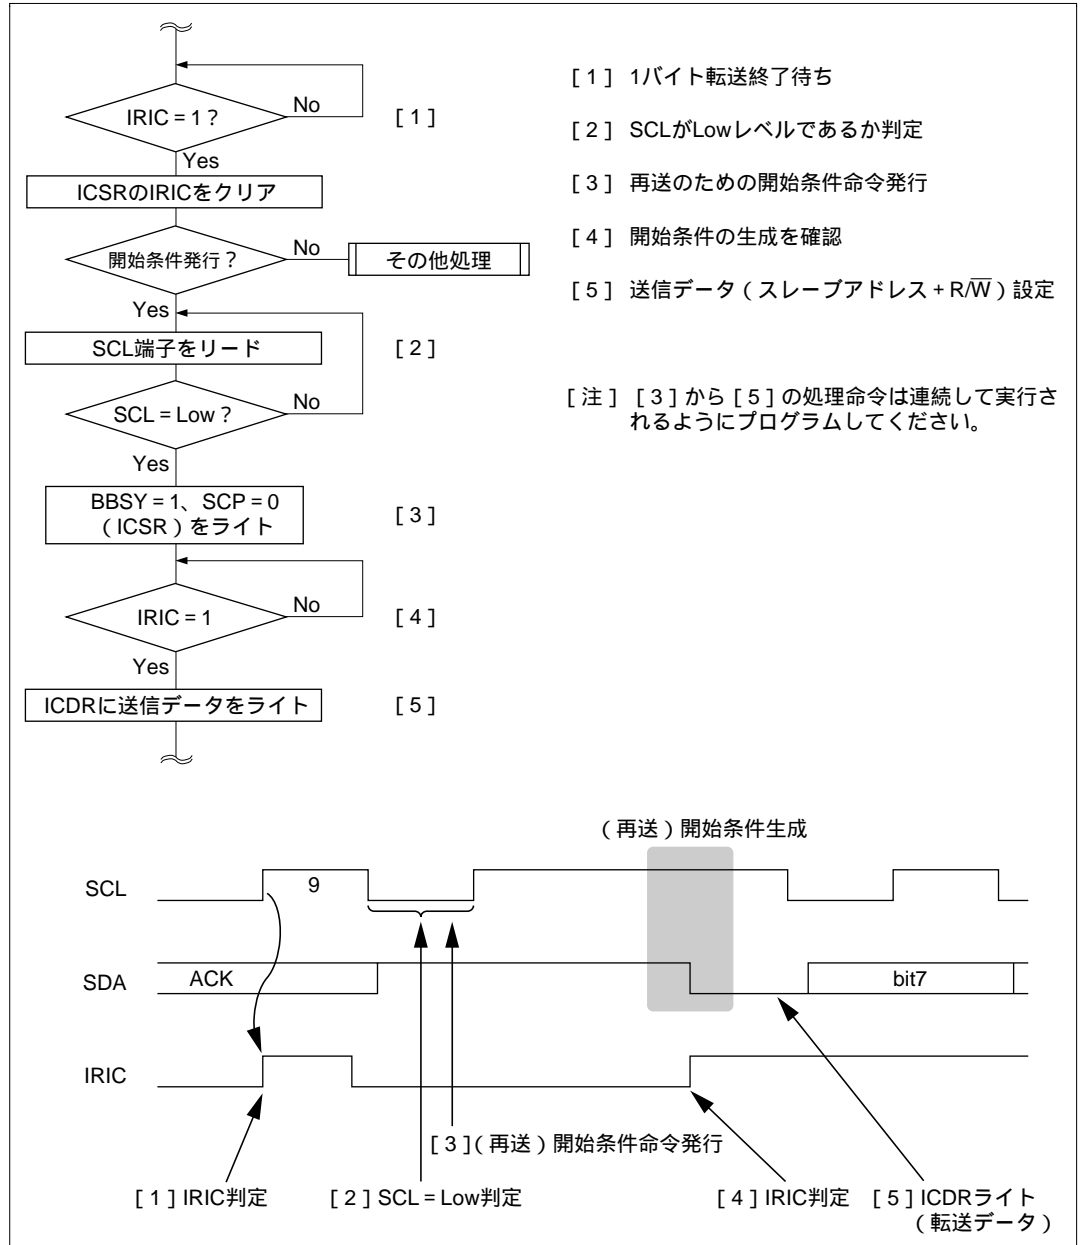 IRIC = 1 ?
No
[ 1 ]
Yes
ICSRのIRICをクリア
開始条件発行 ?
No
その他処理
Yes
SCL端子をリード
[ 2 ]
SCL = Low ?
No
Yes
BBSY = 1、SCP = 0
( ICSR ) をライト
[ 3 ]
IRIC = 1
No
[ 4 ]
Yes
ICDRに送信データをライト
[ 5 ]
[ 1 ] 1バイト転送終了待ち
[ 2 ] SCLがLowレベルであるか判定
[ 3 ] 再送のための開始条件命令発行
[ 4 ] 開始条件の生成を確認
[ 5 ] 送信データ ( スレーブアドレス + R/W̅ ) 設定
[ 注 ] [ 3 ] から [ 5 ] の処理命令は連続して実行さ
れるようにプログラムしてください。
( 再送 ) 開始条件生成
SCL
9
SDA
ACK
bit7
IRIC
[ 3 ] ( 再送 ) 開始条件命令発行
[ 1 ] IRIC判定
[ 2 ] SCL = Low判定
[ 4 ] IRIC判定
[ 5 ] ICDRライト
( 転送データ )